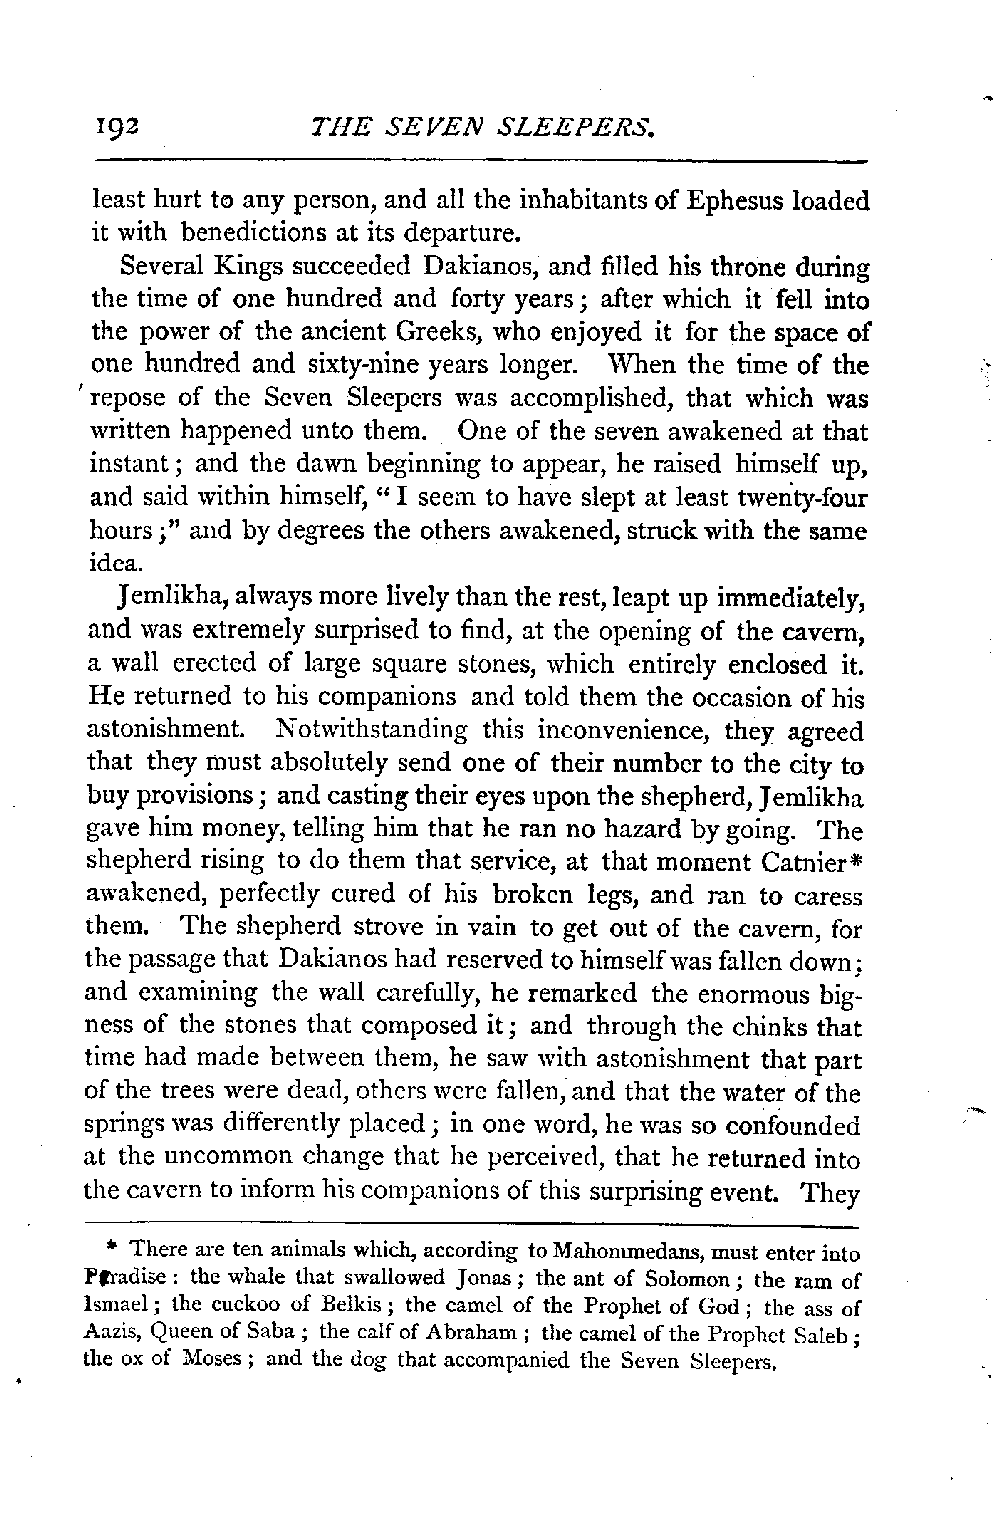 192 THE SEVEN SLEEPERS.
least hurt to any person, and all the inhabitants of Ephesus loaded
it with benedictions at its departure.
Several Kings succeeded Dakianos, and filled his throne during
the time of one hundred and forty years; after which it fell into
the power of the ancient Greeks, who enjoyed it for the space of
one hundred and sixty-nine years longer. When the time of the
repose of the Seven Sleepers was accomplished, that which was
written happened unto them. One of the seven awakened at that
instant; and the dawn beginning to appear, he raised himself up,
and said within himself, "I seem to have slept at least twenty-four
hours;" and by degrees the others awakened, struck with the same
idea.
Jemlikha, always more lively than the rest, leapt up immediately,
and was extremely surprised to find, at the opening of the cavern,
a wall erected of large square stones, which entirely enclosed it.
He returned to his companions and told them the occasion of his
astonishment. Notwithstanding this inconvenience, they agreed
that they must absolutely send one of their number to the city to
buy provisions; and casting their eyes upon the shepherd, Jemlikha
gave him money, telling him that he ran no hazard by going. The
shepherd rising to do them that service, at that moment Catnier*
awakened, perfectly cured of his broken legs, and ran to caress
them. The shepherd strove in vain to get out of the cavern, for
the passage that Dakianos had reserved to himself was fallen down;
and examining the wall carefully, he remarked the enormous big-
ness of the stones that composed it; and through the chinks that
time had made between them, he saw with astonishment that part
of the trees were dead, others were fallen, and that the water of the
springs was differently placed; in one word, he was so confounded
at the uncommon change that he perceived, that he returned into
the cavern to inform his companions of this surprising event. They
* There are ten animals which, according to Mahommedans, must enter into
Paradise: the whale that swallowed Jonas; the ant of Solomon; the ram of
Ismael; the cuckoo of Belkis; the camel of the Prophet of God; the ass of
Aazis, Queen of Saba; the calf of Abraham; the camel of the Prophet Saleb;
the ox of Moses; and the dog that accompanied the Seven Sleepers.